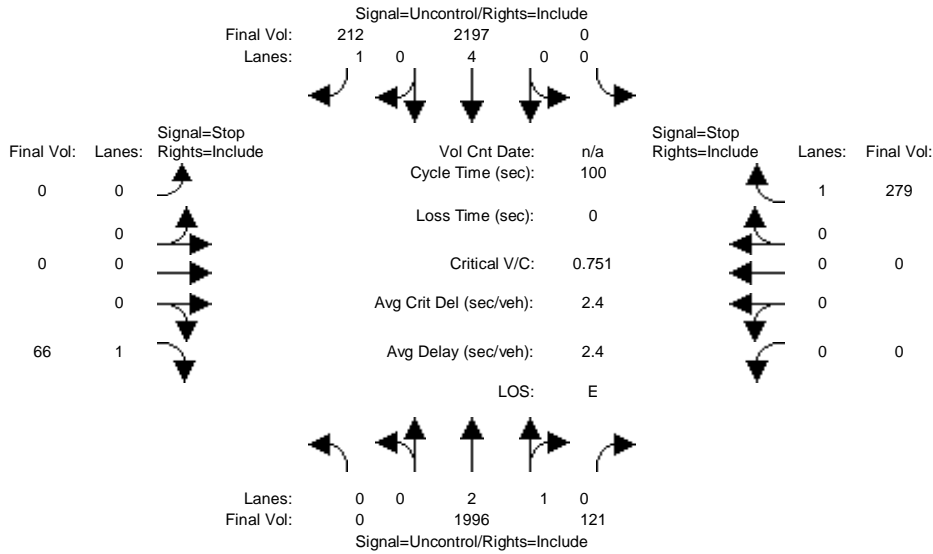 Signal=Uncontrol/Rights=Include
Final Vol: 212 2197 0
Lanes: 1 0 4 0 0
Signal=Stop Signal=Stop
Final Vol: Lanes: Rights=Include Vol Cnt Date: n/a Rights=Include Lanes: Final Vol:
Cycle Time (sec): 100
0 0 1 279
Loss Time (sec): 0
0 0
0 0 Critical V/C: 0.751 0 0
0 Avg Crit Del (sec/veh): 2.4 0
66 1 Avg Delay (sec/veh): 2.4 0 0
LOS: E
Lanes: 0 0 2 1 0
Final Vol: 0 1996 121
Signal=Uncontrol/Rights=Include